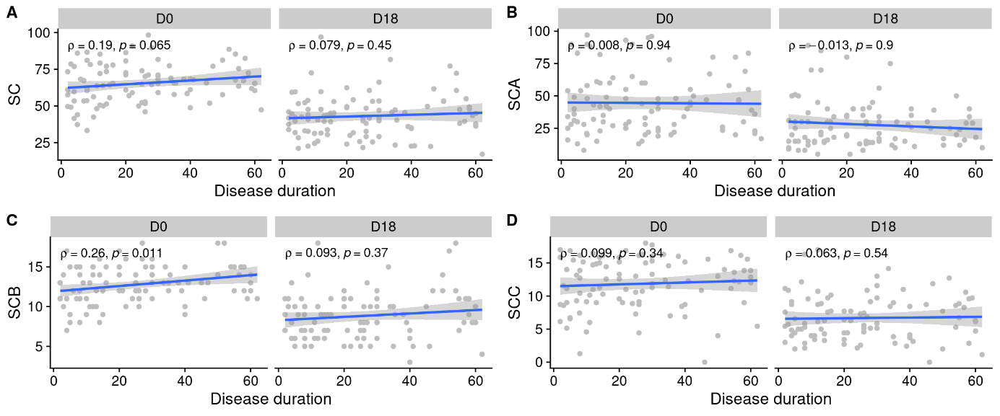 A
D0
D18
ρ = 0.19, p = 0.065
ρ = 0.079, p = 0.45
SC
100
75
50
25
0
20
40
60
0
20
40
60
Disease duration
B
D0
D18
ρ = 0.008, p = 0.94
ρ = −0.013, p = 0.9
SCA
100
75
50
25
0
20
40
60
0
20
40
60
Disease duration
C
D0
D18
ρ = 0.26, p = 0.011
ρ = 0.093, p = 0.37
SCB
15
10
5
0
20
40
60
0
20
40
60
Disease duration
D
D0
D18
ρ = 0.099, p = 0.34
ρ = 0.063, p = 0.54
SCC
15
10
5
0
0
20
40
60
0
20
40
60
Disease duration